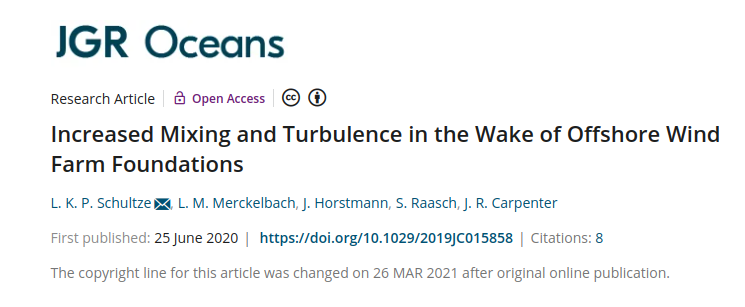 JGR Oceans
Research Article | Open Access | cc
Increased Mixing and Turbulence in the Wake of Offshore Wind
Farm Foundations
L. K. P. Schultze, L. M. Merckelbach, J. Horstmann, S. Raasch, J. R. Carpenter
First published: 25 June 2020 | https://doi.org/10.1029/2019JC015858 | Citations: 8
The copyright line for this article was changed on 26 MAR 2021 after original online publication.